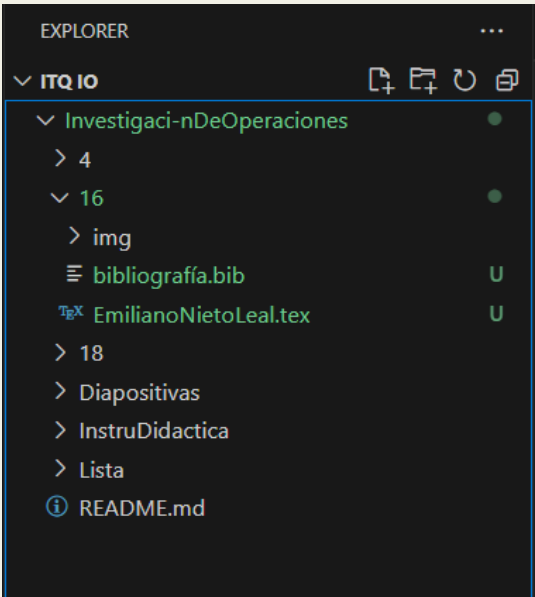 EXPLORER
ITQ IO
Investigaci-nDeOperaciones
4
16
img
bibliografía.bib U
TEX EmilianoNietoLeal.tex U
18
Diapositivas
InstruDidactica
Lista
README.md